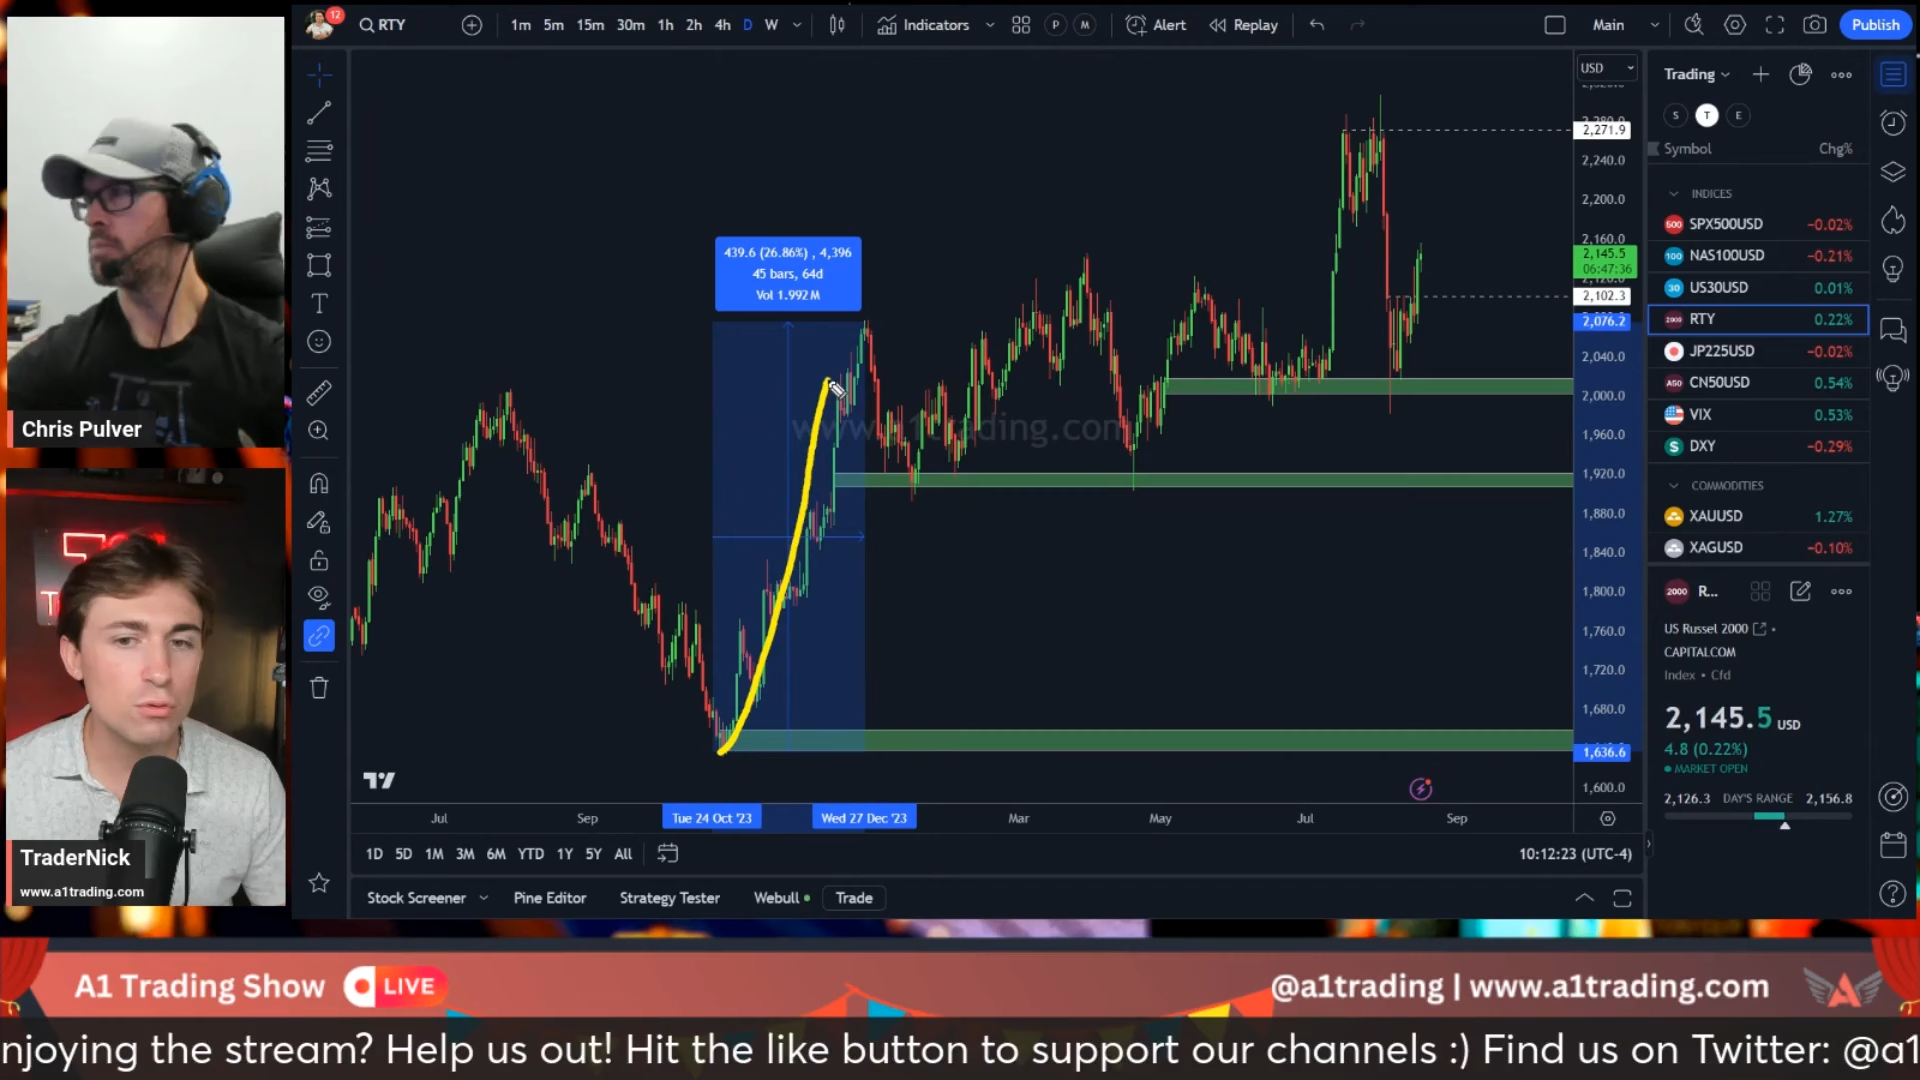 Chris Pulver
TraderNick
www.a1trading.com
12
RTY
1m 5m 15m 30m 1h 2h 4h D W
Indicators
P M
Alert
Replay
Main
Publish
USD
2,271.9
2,240.0
2,200.0
2,160.0
2,145.5
06:47:36
2,102.3
2,076.2
2,040.0
2,000.0
1,960.0
1,920.0
1,880.0
1,840.0
1,800.0
1,760.0
1,720.0
1,680.0
1,636.6
1,600.0
439.6 (26.86%) , 4,396
45 bars, 64d
Vol 1.992M
www.a1trading.com
Jul Sep Tue 24 Oct '23 Wed 27 Dec '23 Mar May Jul Sep
1D 5D 1M 3M 6M YTD 1Y 5Y All
10:12:23 (UTC-4)
Stock Screener Pine Editor Strategy Tester Webull Trade
Trading
S T E
Symbol Chg%
INDICES
500 SPX500USD −0.02%
100 NAS100USD −0.21%
30 US30USD 0.01%
2000 RTY 0.22%
JP225USD −0.02%
A50 CN50USD 0.54%
VIX 0.53%
$ DXY −0.29%
COMMODITIES
XAUUSD 1.27%
XAGUSD −0.10%
2000 R...
US Russel 2000
CAPITALCOM
Index • Cfd
2,145.5 USD
4.8 (0.22%)
MARKET OPEN
2,126.3 DAY'S RANGE 2,156.8
A1 Trading Show LIVE
@a1trading | www.a1trading.com
njoying the stream? Help us out! Hit the like button to support our channels :) Find us on Twitter: @a1